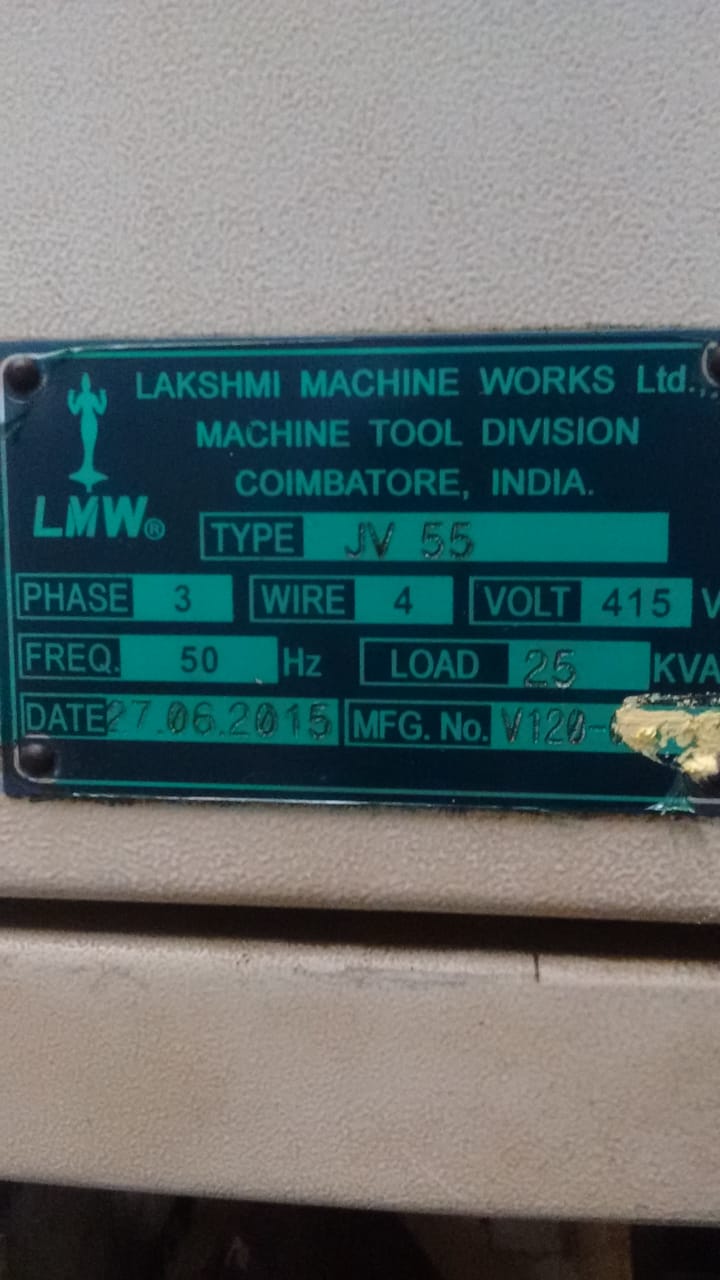 LAKSHMI MACHINE WORKS Ltd.,
MACHINE TOOL DIVISION
COIMBATORE, INDIA.
LMW®
TYPE JV 55
PHASE 3 WIRE 4 VOLT 415 V
FREQ. 50 Hz LOAD 25 KVA
DATE 27.06.2015 MFG. No. V120-